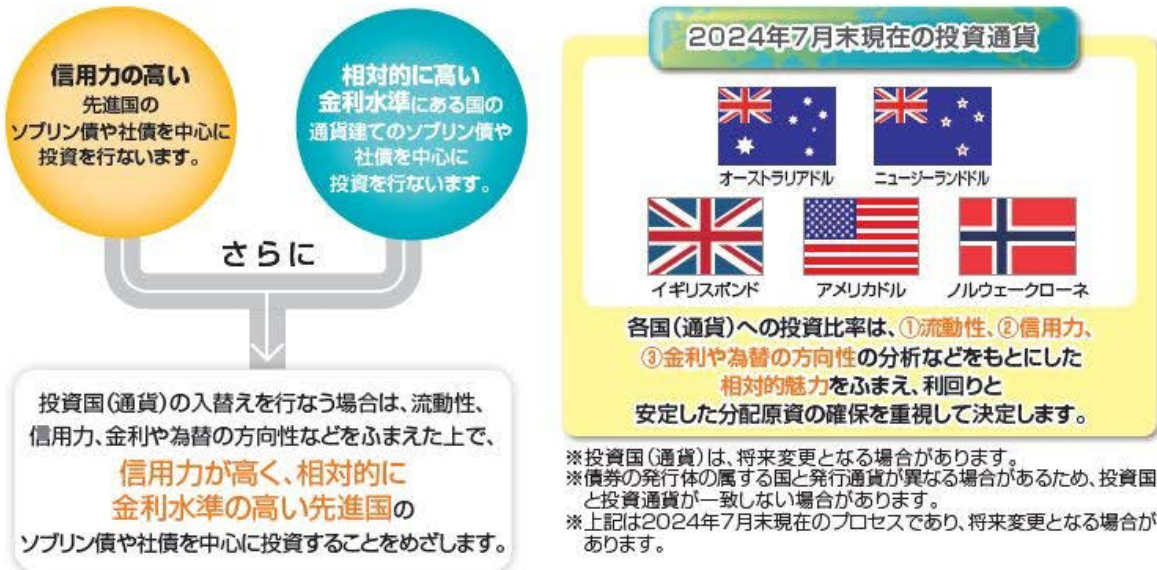 信用力の高い
先進国の
ソブリン債や社債を中心に
投資を行ないます。
相対的に高い
金利水準にある国の
通貨建てのソブリン債や
社債を中心に
投資を行ないます。
さらに
投資国(通貨)の入替えを行なう場合は、流動性、
信用力、金利や為替の方向性などをふまえた上で、
信用力が高く、相対的に
金利水準の高い先進国の
ソブリン債や社債を中心に投資することをめざします。
2024年7月末現在の投資通貨
オーストラリアドル
ニュージーランドドル
イギリスポンド
アメリカドル
ノルウェークローネ
各国(通貨)への投資比率は、①流動性、②信用力、
③金利や為替の方向性の分析などをもとにした
相対的魅力をふまえ、利回りと
安定した分配原資の確保を重視して決定します。
※投資国(通貨)は、将来変更となる場合があります。
※債券の発行体の属する国と発行通貨が異なる場合があるため、投資国
と投資通貨が一致しない場合があります。
※上記は2024年7月末現在のプロセスであり、将来変更となる場合が
あります。